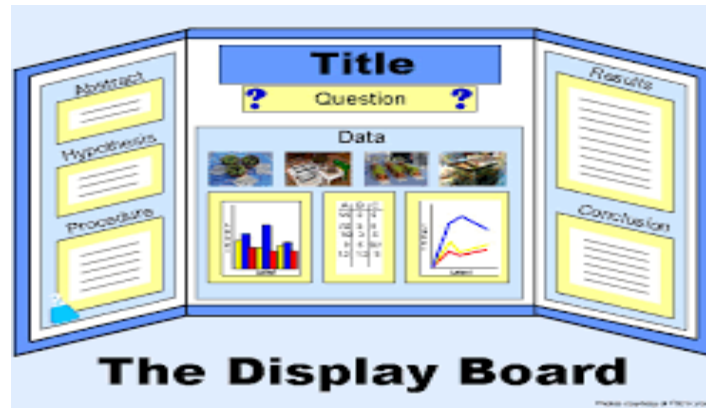 Title
? Question ?
Abstract
Hypothesis
Procedure
Data
Results
Conclusion
The Display Board